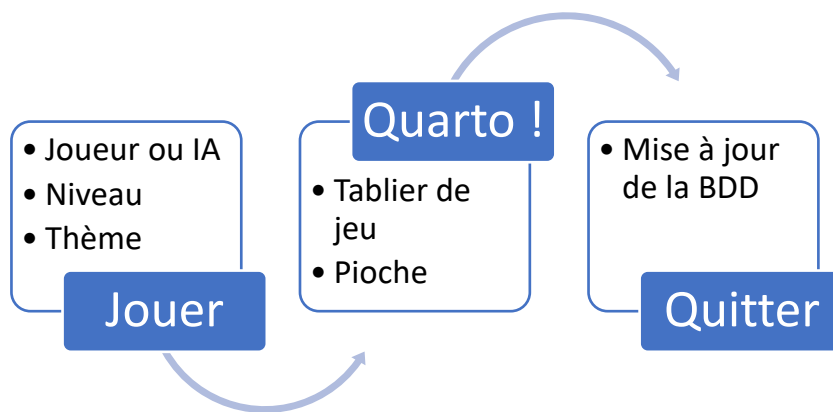 • Joueur ou IA
• Niveau
• Thème
Jouer
Quarto !
• Tablier de
jeu
• Pioche
• Mise à jour
de la BDD
Quitter